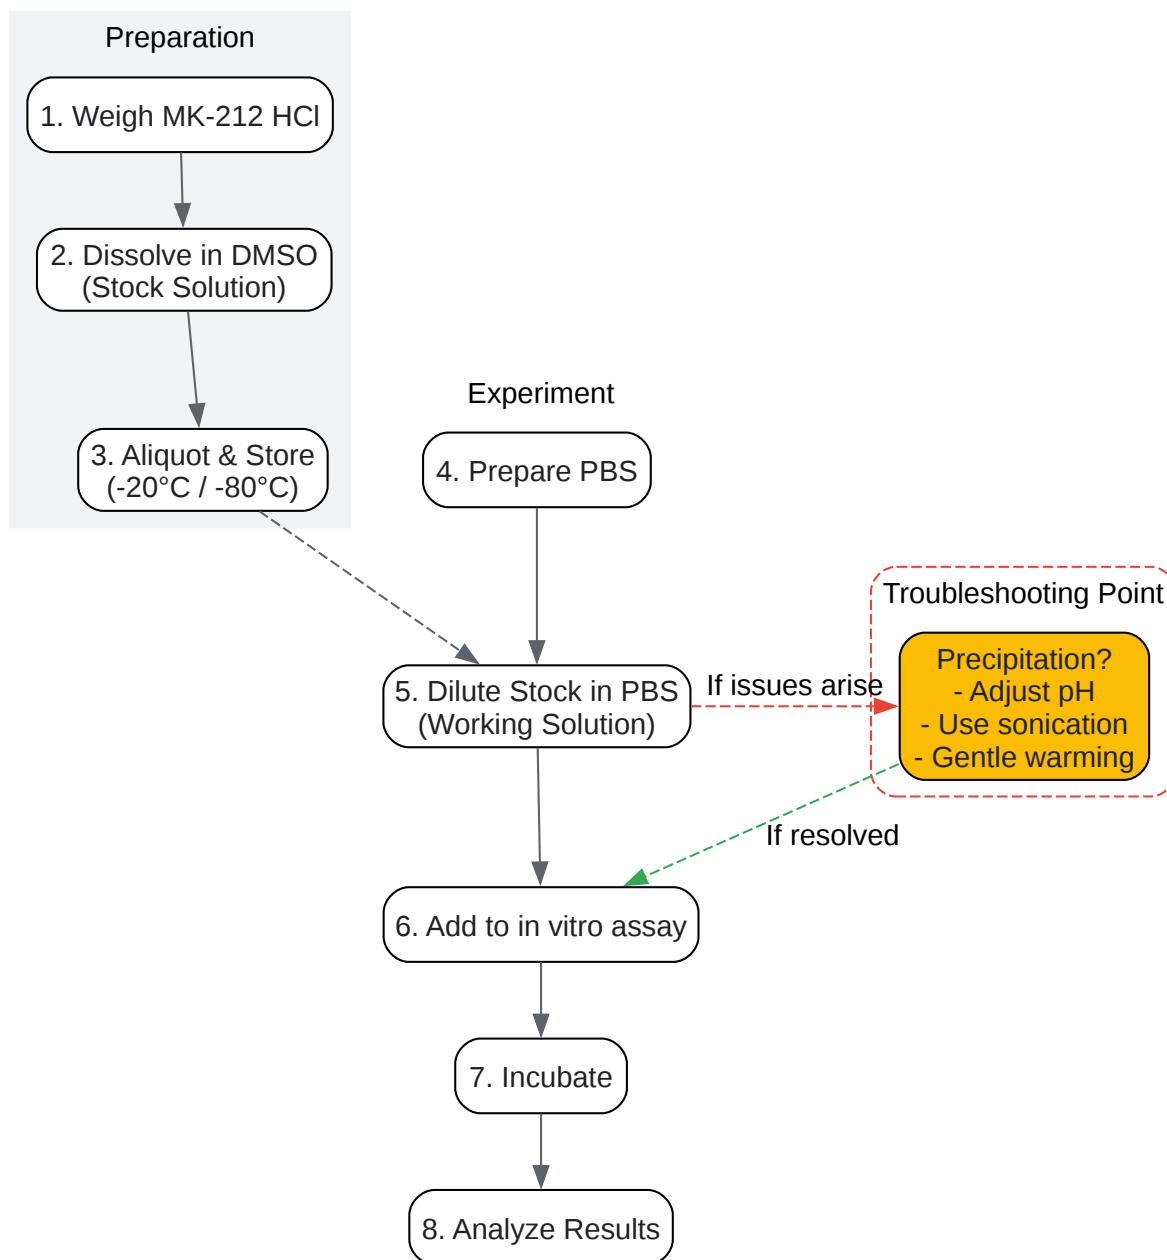 Preparation
1. Weigh MK-212 HCl
2. Dissolve in DMSO
(Stock Solution)
3. Aliquot & Store
(-20°C / -80°C)
Experiment
4. Prepare PBS
5. Dilute Stock in PBS
(Working Solution)
If issues arise
Troubleshooting Point
Precipitation?
- Adjust pH
- Use sonication
- Gentle warming
If resolved
6. Add to in vitro assay
7. Incubate
8. Analyze Results